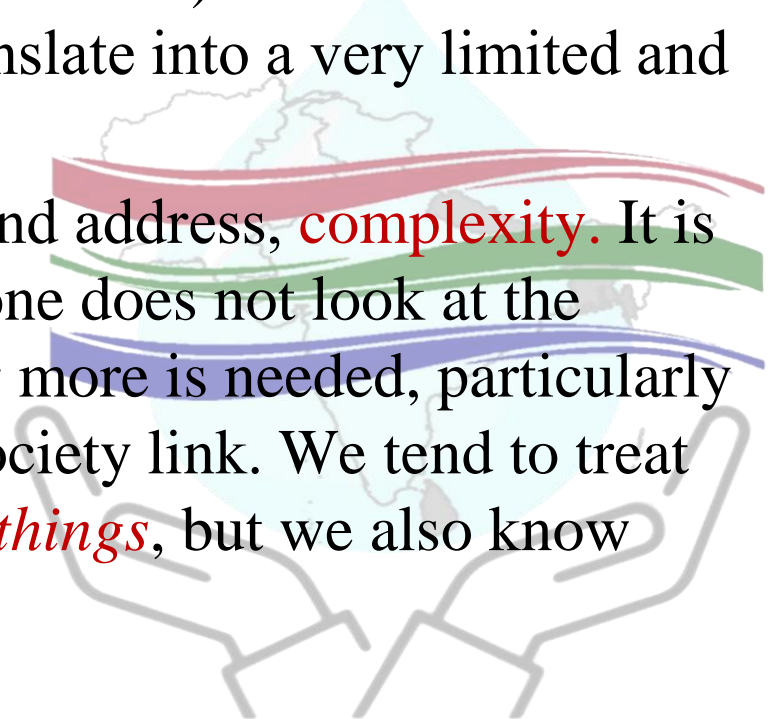 nslate into a very limited and
nd address, complexity. It is
one does not look at the
more is needed, particularly
ociety link. We tend to treat
things, but we also know